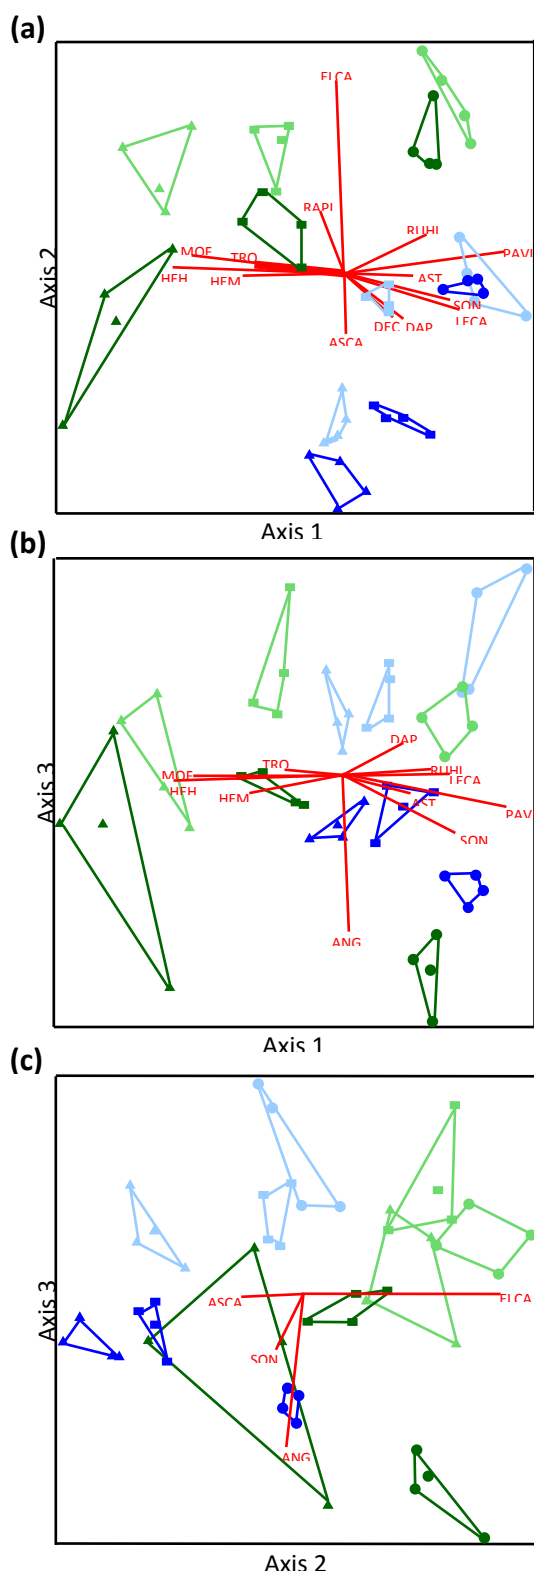 (a)
ELCA
RAPI
RUHI
MOE
TRO
PAVI
HEH
HEM
AST
SON
LECA
DEC
DAP
ASCA
Axis 2
Axis 1
(b)
DAP
TRO
MOE
RUHI
LECA
HEH
HEM
AST
PAVI
SON
ANG
Axis 3
Axis 1
(c)
ASCA
ELCA
SON
ANG
Axis 3
Axis 2